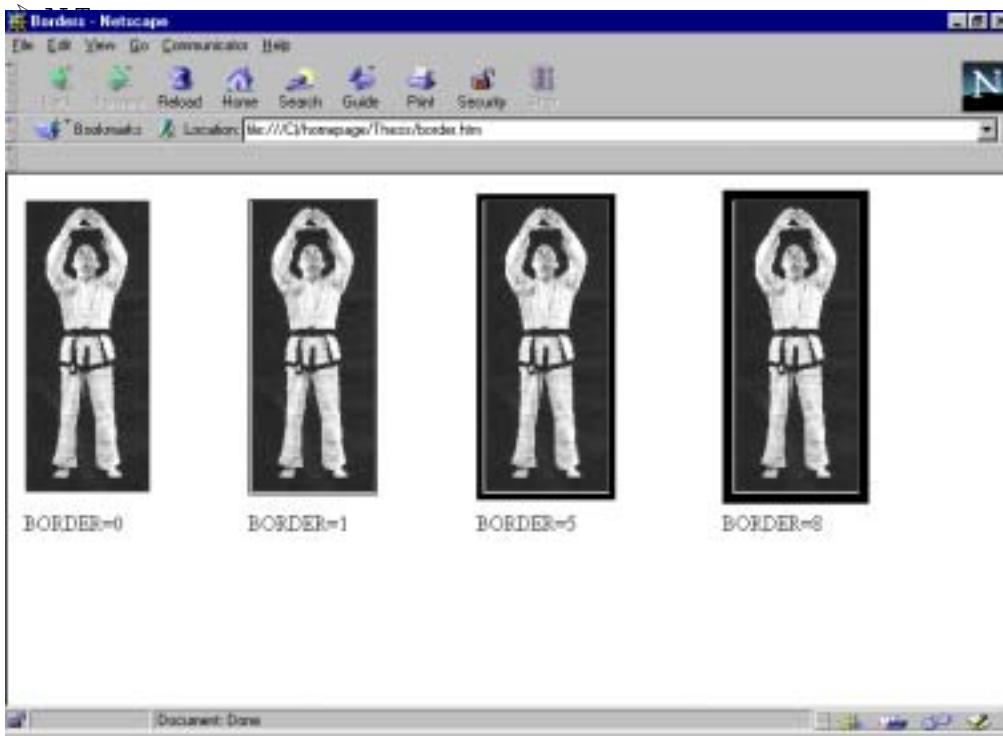 Borders - Netscape
File Edit View Go Communicator Help
Reload Home Search Guide Print Security
N
Bookmarks Location: file:///C|/homepage/Thesis/border.htm
BORDER=0 BORDER=1 BORDER=5 BORDER=8
Document: Done